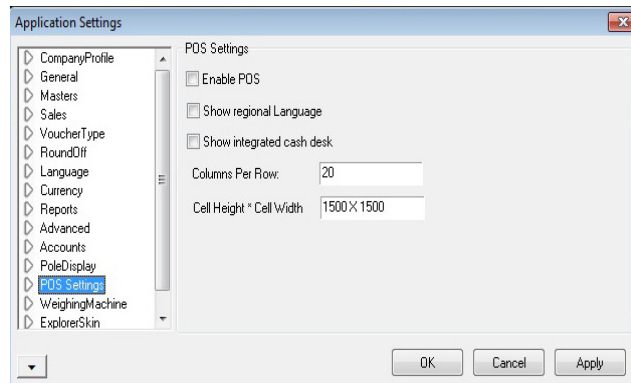 Application Settings
CompanyProfile
General
Masters
Sales
VoucherType
RoundOff
Language
Currency
Reports
Advanced
Accounts
PoleDisplay
POS Settings
WeighingMachine
ExplorerSkin
POS Settings
Enable POS
Show regional Language
Show integrated cash desk
Columns Per Row: 20
Cell Height * Cell Width 1500X1500
OK Cancel Apply